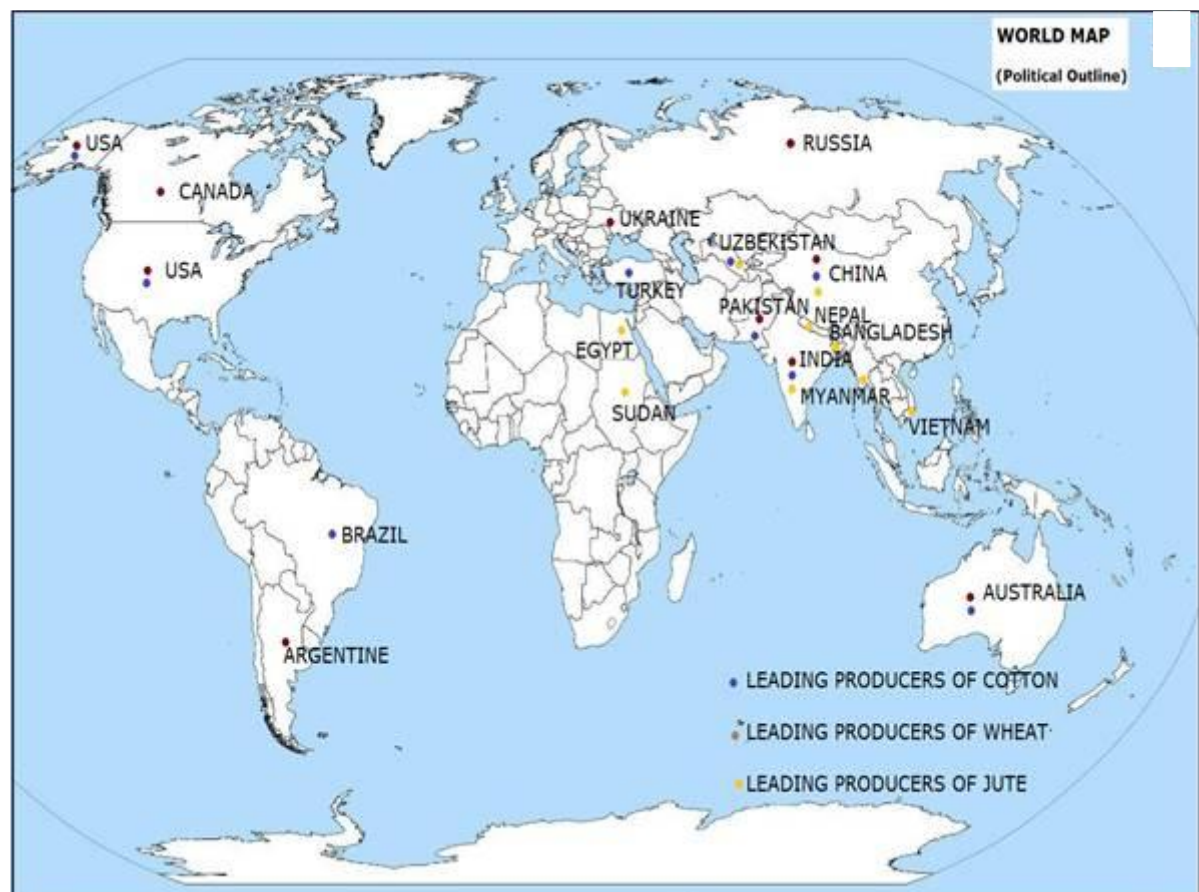 WORLD MAP
(Political Outline)
USA
RUSSIA
CANADA
UKRAINE
UZBEKISTAN
USA
CHINA
TURKEY
PAKISTAN
NEPAL
BANGLADESH
EGYPT
INDIA
MYANMAR
SUDAN
VIETNAM
BRAZIL
AUSTRALIA
ARGENTINE
LEADING PRODUCERS OF COTTON
LEADING PRODUCERS OF WHEAT
LEADING PRODUCERS OF JUTE